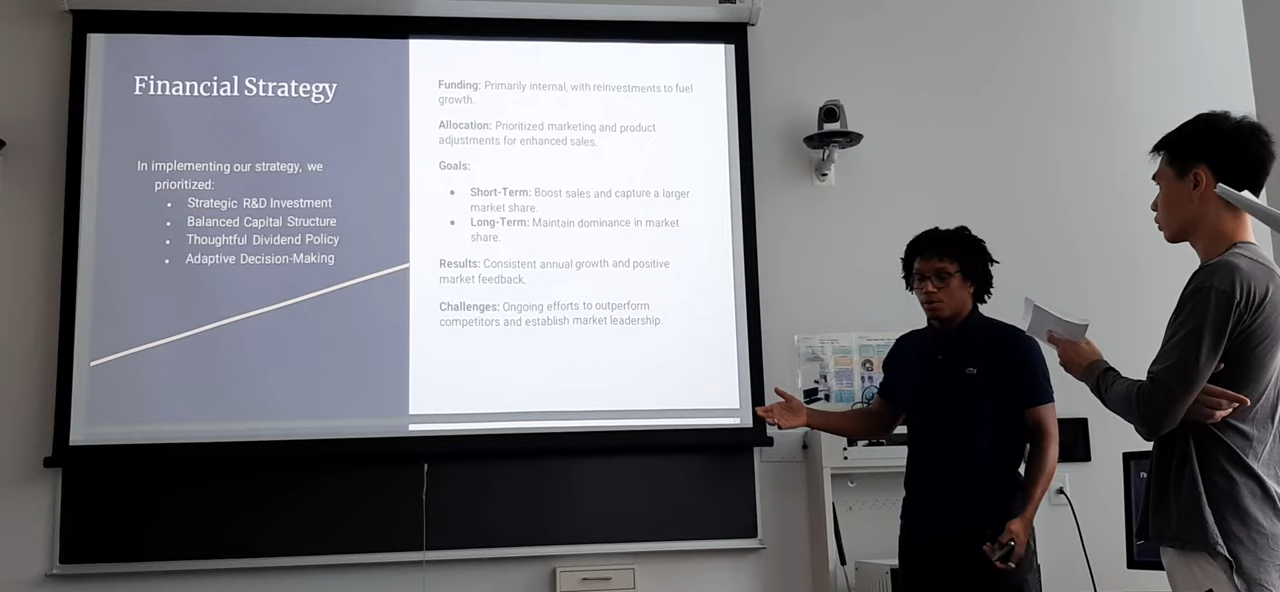 Financial Strategy
In implementing our strategy, we
prioritized:
• Strategic R&D Investment
• Balanced Capital Structure
• Thoughtful Dividend Policy
• Adaptive Decision-Making
Funding: Primarily internal, with reinvestments to fuel
growth.
Allocation: Prioritized marketing and product
adjustments for enhanced sales.
Goals:
• Short-Term: Boost sales and capture a larger
market share.
• Long-Term: Maintain dominance in market
share.
Results: Consistent annual growth and positive
market feedback.
Challenges: Ongoing efforts to outperform
competitors and establish market leadership.